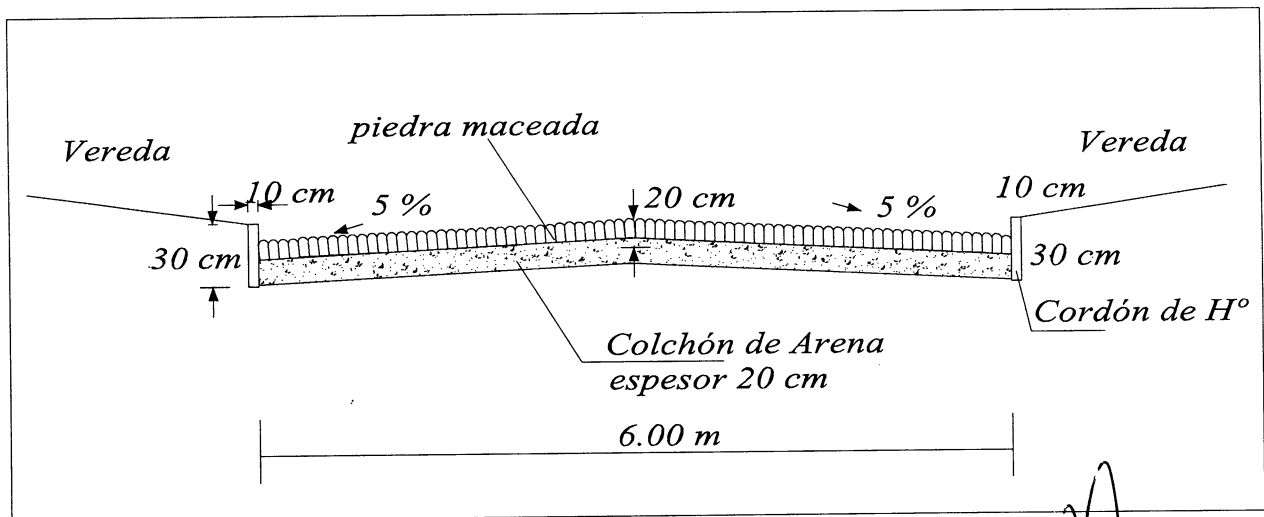 Vereda
piedra maceada
Vereda
10 cm
5 %
20 cm
5 %
10 cm
30 cm
30 cm
Cordón de Hº
Colchón de Arena
espesor 20 cm
6.00 m